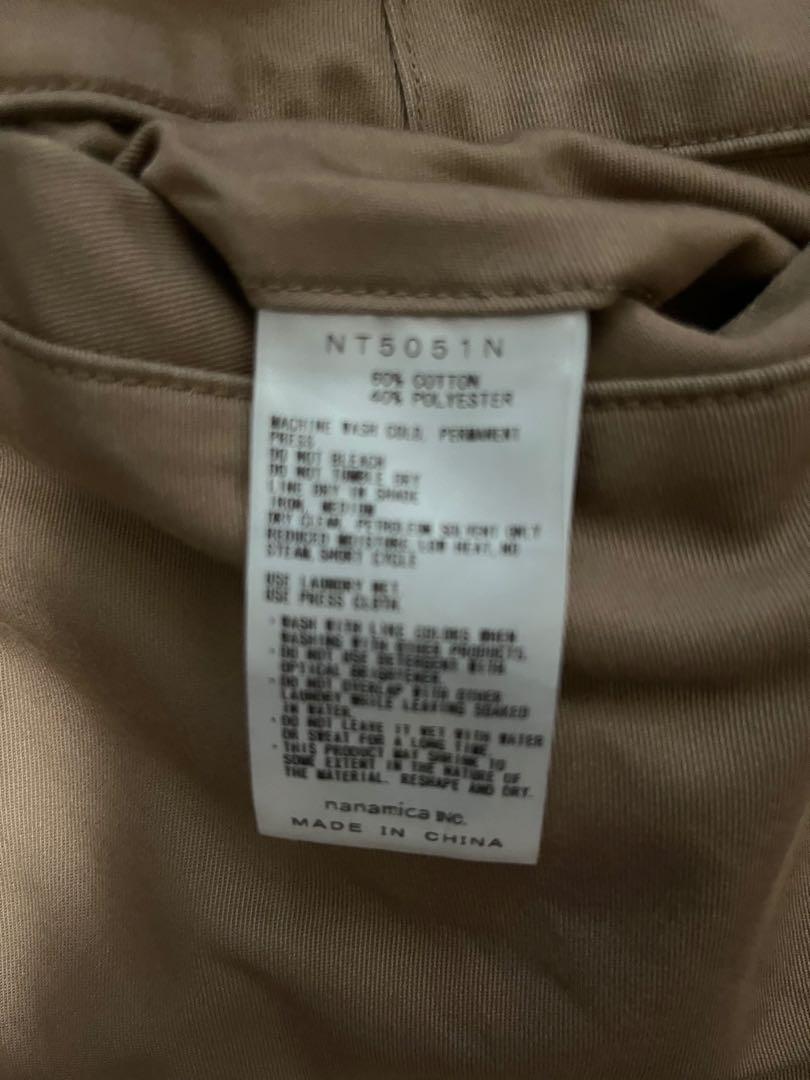 NT5051N
60% COTTON
40% POLYESTER
MACHINE WASH COLD, PERMANENT
PRESS
DO NOT BLEACH
DO NOT TUMBLE DRY
LINE DRY IN SHADE
IRON, MEDIUM
DRY CLEAN, PETROLEUM SOLVENT ONLY
REDUCED MOISTURE, LOW HEAT, NO
STEAM, SHORT CYCLE
USE LAUNDRY NET.
USE PRESS CLOTH.
・WASH WITH LIKE COLORS WHEN
WASHING WITH OTHER PRODUCTS.
・DO NOT USE DETERGENT WITH
OPTICAL BRIGHTENER.
・DO NOT OVERLAP WITH OTHER
LAUNDRY WHILE LEAVING SOAKED
IN WATER.
・DO NOT LEAVE IT WET WITH WATER
OR SWEAT FOR A LONG TIME.
・THIS PRODUCT MAY SHRINK TO
SOME EXTENT IN THE NATURE OF
THE MATERIAL. RESHAPE AND DRY.
nanamica INC.
MADE IN CHINA